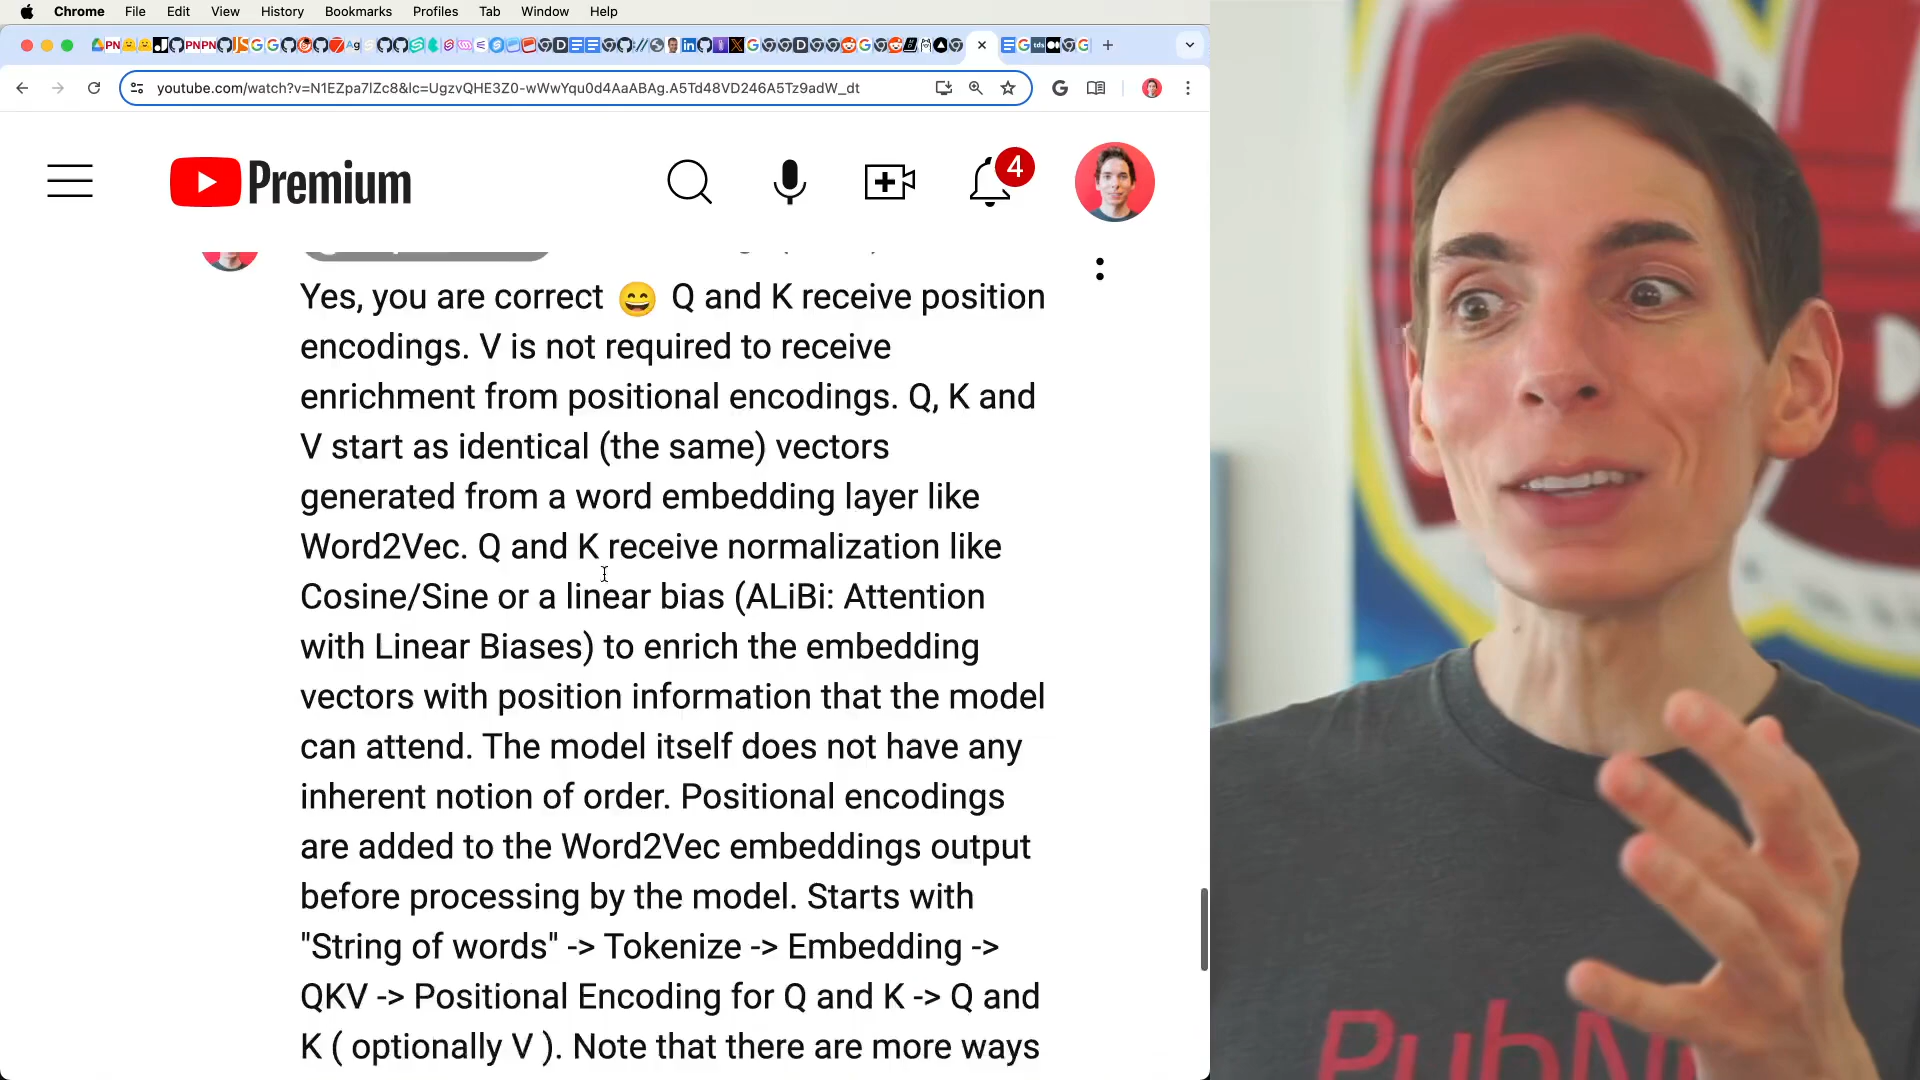 Chrome File Edit View History Bookmarks Profiles Tab Window Help
youtube.com/watch?v=N1EZpa7lZc8&lc=UgzvQHE3Z0-wWwYqu0d4AaABAg.A5Td48VD246A5Tz9adW_dt
Premium
4
Yes, you are correct 😄 Q and K receive position
encodings. V is not required to receive
enrichment from positional encodings. Q, K and
V start as identical (the same) vectors
generated from a word embedding layer like
Word2Vec. Q and K receive normalization like
Cosine/Sine or a linear bias (ALiBi: Attention
with Linear Biases) to enrich the embedding
vectors with position information that the model
can attend. The model itself does not have any
inherent notion of order. Positional encodings
are added to the Word2Vec embeddings output
before processing by the model. Starts with
"String of words" -> Tokenize -> Embedding ->
QKV -> Positional Encoding for Q and K -> Q and
K ( optionally V ). Note that there are more ways